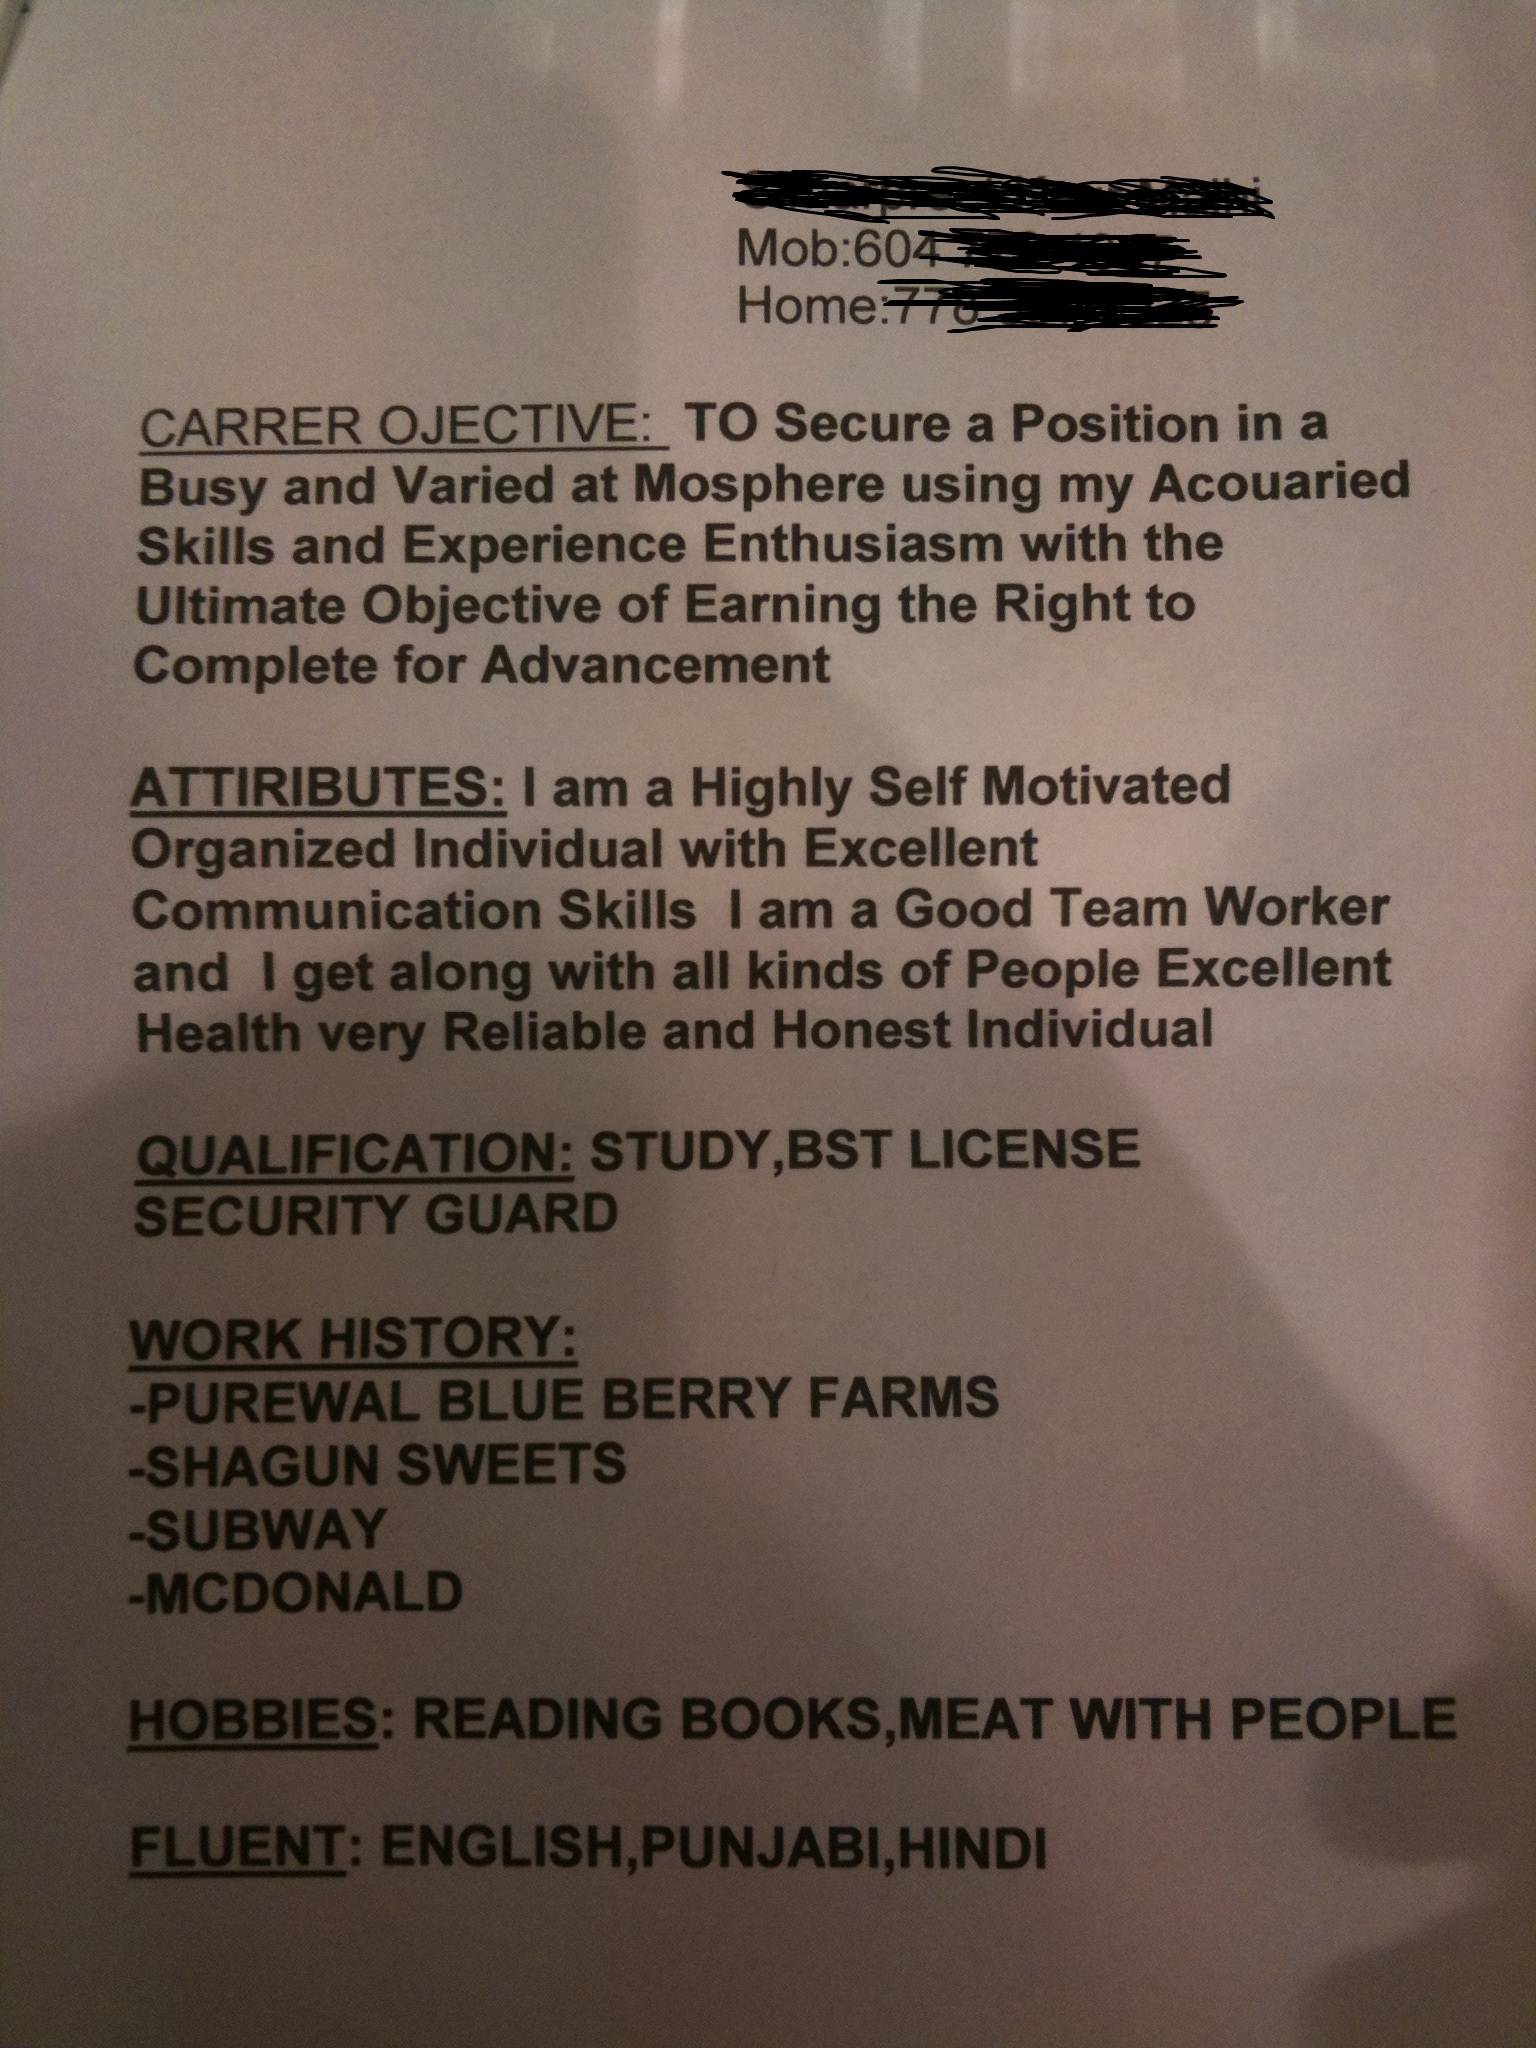 Mob:604
Home:778
CARRER OJECTIVE: TO Secure a Position in a
Busy and Varied at Mosphere using my Acouaried
Skills and Experience Enthusiasm with the
Ultimate Objective of Earning the Right to
Complete for Advancement
ATTIRIBUTES: I am a Highly Self Motivated
Organized Individual with Excellent
Communication Skills I am a Good Team Worker
and I get along with all kinds of People Excellent
Health very Reliable and Honest Individual
QUALIFICATION: STUDY,BST LICENSE
SECURITY GUARD
WORK HISTORY:
-PUREWAL BLUE BERRY FARMS
-SHAGUN SWEETS
-SUBWAY
-MCDONALD
HOBBIES: READING BOOKS,MEAT WITH PEOPLE
FLUENT: ENGLISH,PUNJABI,HINDI